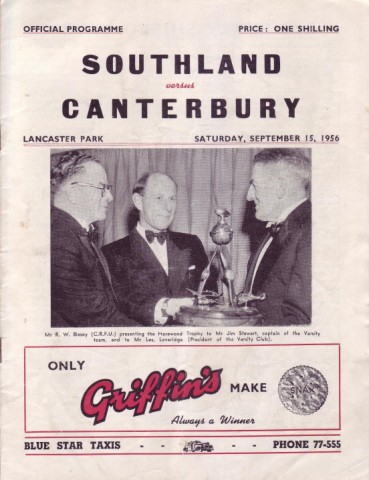 OFFICIAL PROGRAMME PRICE: ONE SHILLING
SOUTHLAND
versus
CANTERBURY
LANCASTER PARK SATURDAY, SEPTEMBER 15, 1956
Mr R. W. Bossy (C.R.F.U.) presenting the Harewood Trophy to Mr Jim Stewart, captain of the Varsity
team, and to Mr Les. Loveridge (President of the Varsity Club).
ONLY Griffin's MAKE SNAX
Always a Winner
BLUE STAR TAXIS - - - - PHONE 77-555